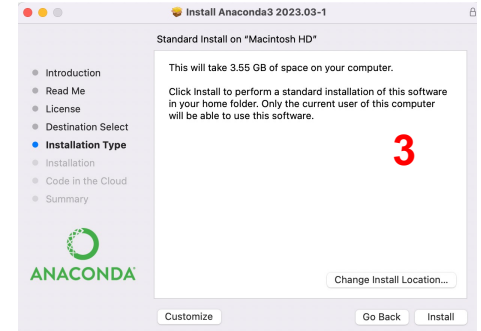 Install Anaconda3 2023.03-1
Standard Install on "Macintosh HD"
Introduction
Read Me
License
Destination Select
Installation Type
Installation
Code in the Cloud
Summary
This will take 3.55 GB of space on your computer.
Click Install to perform a standard installation of this software
in your home folder. Only the current user of this computer
will be able to use this software.
3
ANACONDA
Change Install Location...
Customize
Go Back
Install